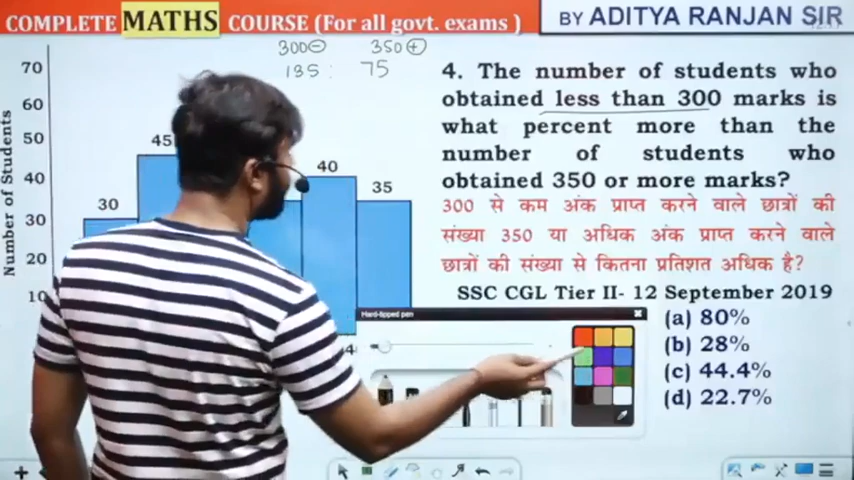 COMPLETE MATHS COURSE (For all govt. exams)
BY ADITYA RANJAN SIR
300⊖ 350⊕
135 : 75
4. The number of students who
obtained less than 300 marks is
what percent more than the
number of students who
obtained 350 or more marks?
300 से कम अंक प्राप्त करने वाले छात्रों की
संख्या 350 या अधिक अंक प्राप्त करने वाले
छात्रों की संख्या से कितना प्रतिशत अधिक है?
SSC CGL Tier II- 12 September 2019
(a) 80%
(b) 28%
(c) 44.4%
(d) 22.7%
Number of Students
70
60
50
40
30
20
10
30
45
40
35
Hard-tipped pen